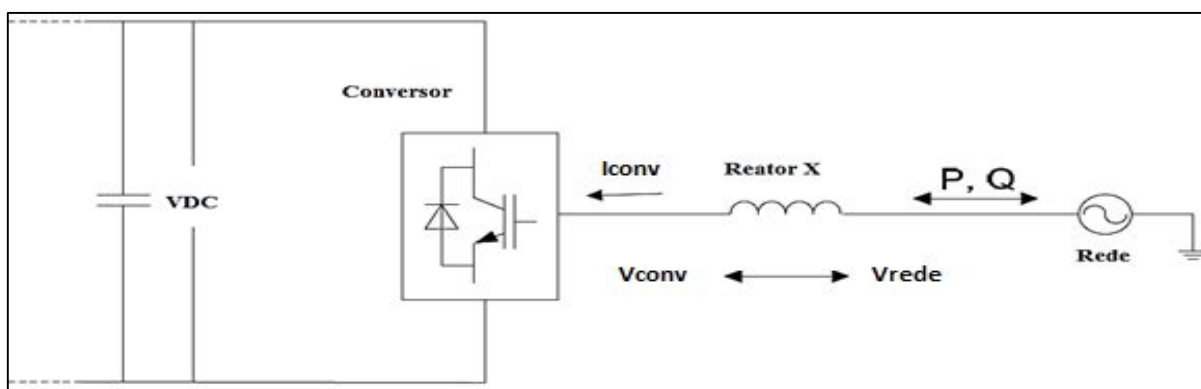 Conversor
Iconv
Reator X
P, Q
VDC
Rede
Vconv
Vrede